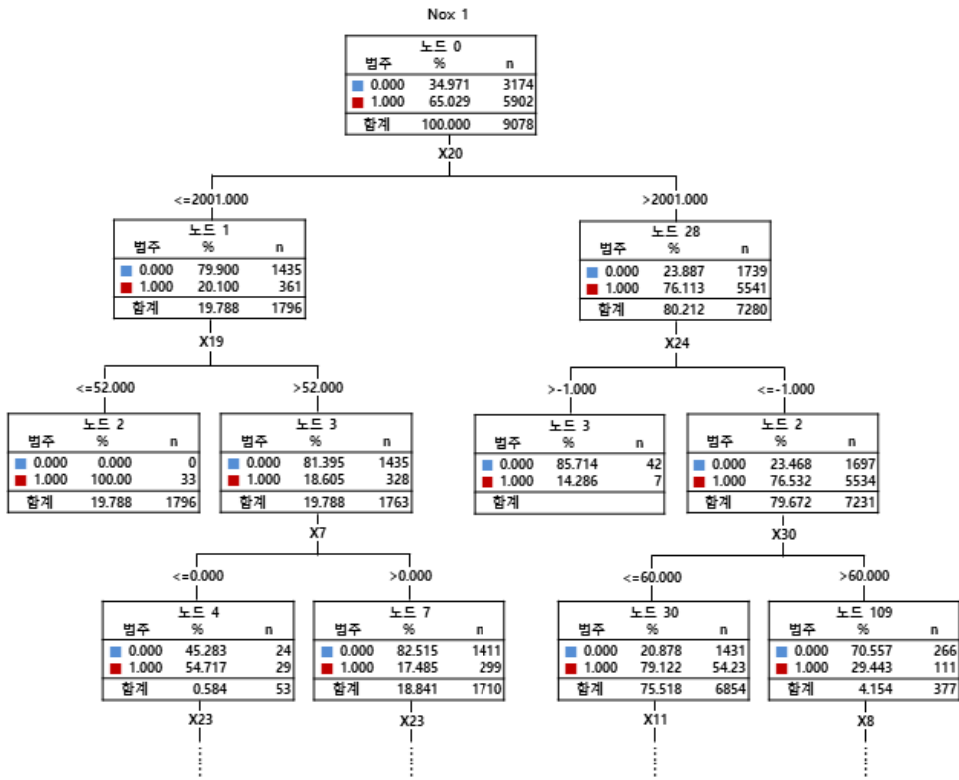 Nox 1
노드 0
범주 % n
0.000 34.971 3174
1.000 65.029 5902
합계 100.000 9078
X20
<=2001.000
>2001.000
노드 1
범주 % n
0.000 79.900 1435
1.000 20.100 361
합계 19.788 1796
X19
노드 28
범주 % n
0.000 23.887 1739
1.000 76.113 5541
합계 80.212 7280
X24
<=52.000
>52.000
>-1.000
<=-1.000
노드 2
범주 % n
0.000 0.000 0
1.000 100.00 33
합계 19.788 1796
노드 3
범주 % n
0.000 81.395 1435
1.000 18.605 328
합계 19.788 1763
X7
노드 3
범주 % n
0.000 85.714 42
1.000 14.286 7
합계
노드 2
범주 % n
0.000 23.468 1697
1.000 76.532 5534
합계 79.672 7231
X30
<=0.000
>0.000
<=60.000
>60.000
노드 4
범주 % n
0.000 45.283 24
1.000 54.717 29
합계 0.584 53
X23
노드 7
범주 % n
0.000 82.515 1411
1.000 17.485 299
합계 18.841 1710
X23
노드 30
범주 % n
0.000 20.878 1431
1.000 79.122 54.23
합계 75.518 6854
X11
노드 109
범주 % n
0.000 70.557 266
1.000 29.443 111
합계 4.154 377
X8